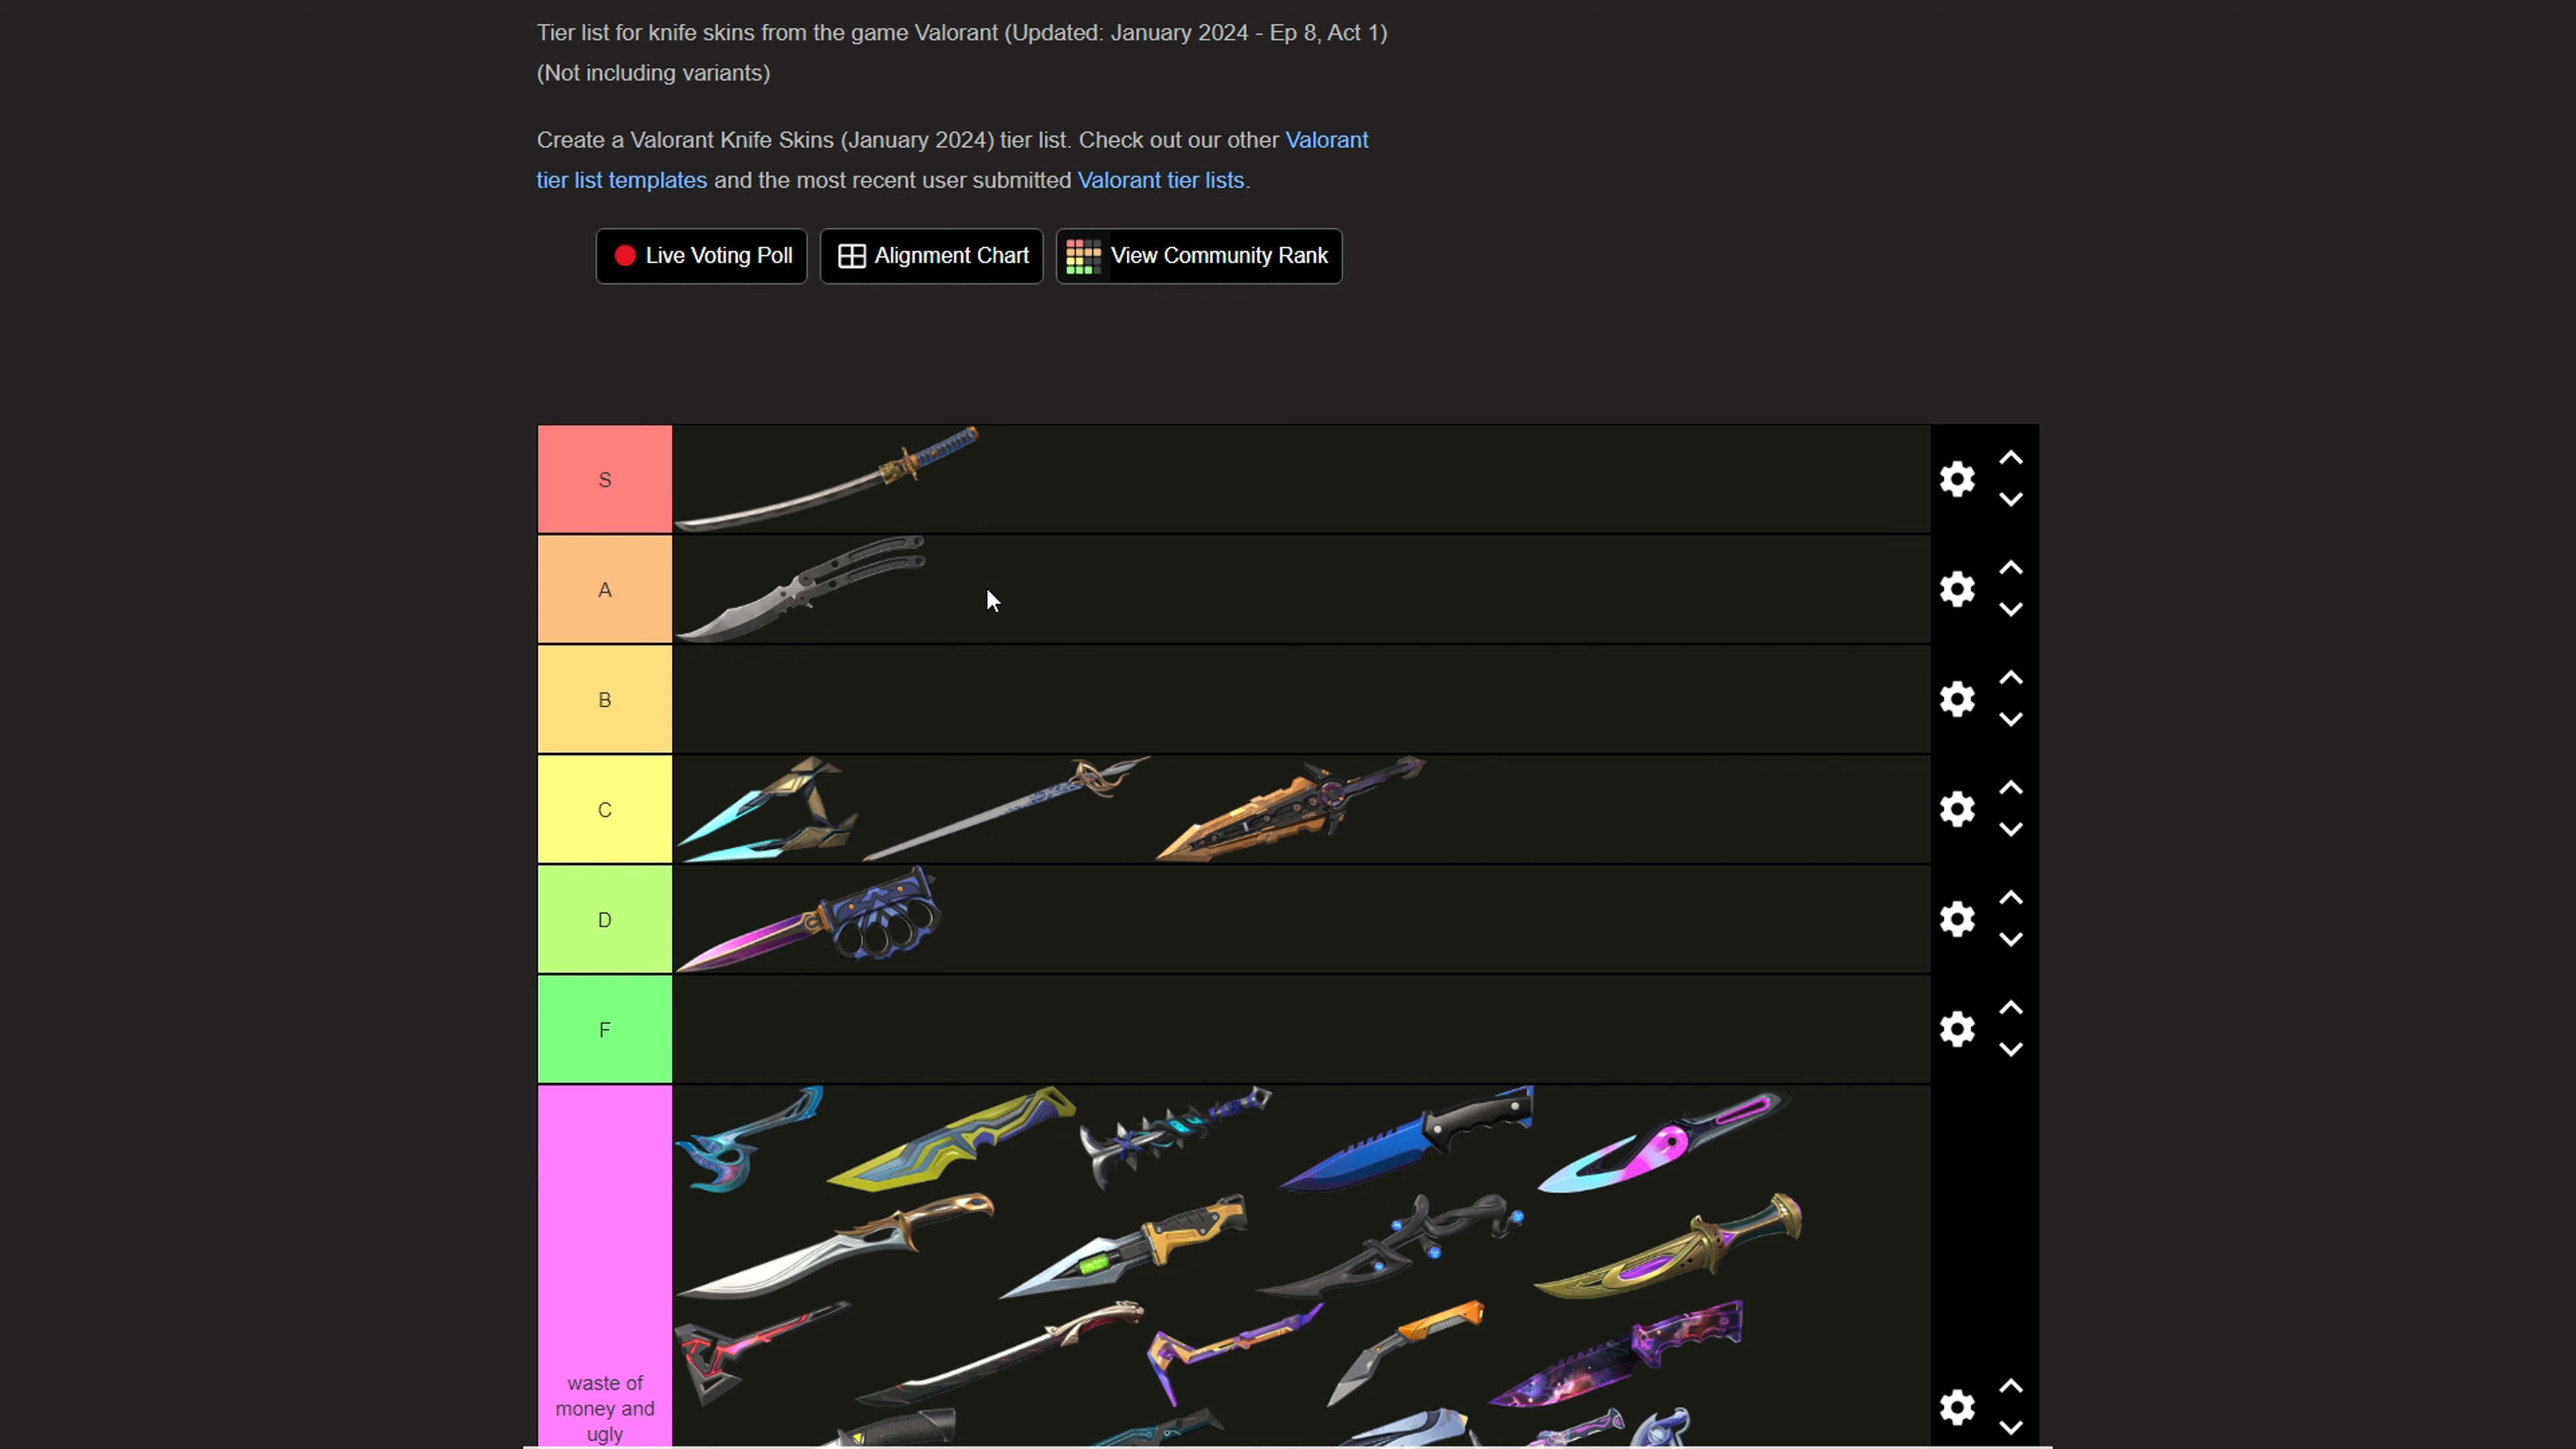 Tier list for knife skins from the game Valorant (Updated: January 2024 - Ep 8, Act 1)
(Not including variants)
Create a Valorant Knife Skins (January 2024) tier list. Check out our other Valorant
tier list templates and the most recent user submitted Valorant tier lists.
Live Voting Poll
Alignment Chart
View Community Rank
S
A
B
C
D
F
waste of
money and
ugly